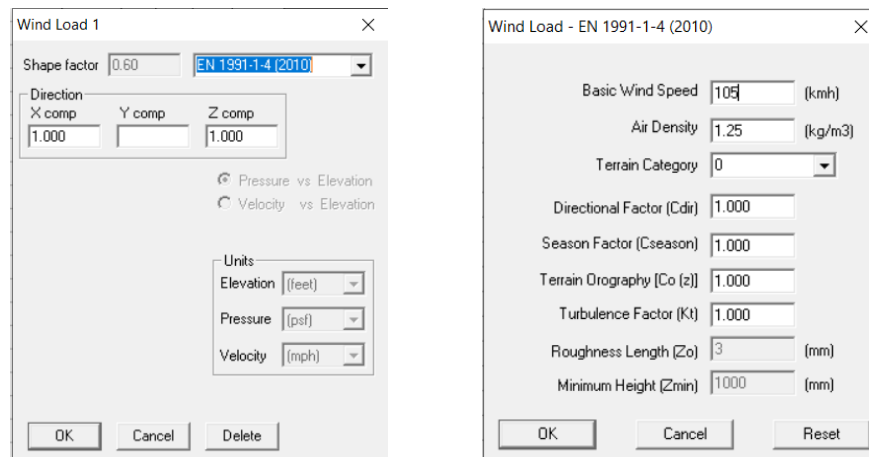 Wind Load 1
Shape factor 0.60 EN 1991-1-4 (2010)
Direction
X comp Y comp Z comp
1.000 1.000
Pressure vs Elevation
Velocity vs Elevation
Units
Elevation (feet)
Pressure (psf)
Velocity (mph)
OK Cancel Delete
Wind Load - EN 1991-1-4 (2010)
Basic Wind Speed 105 (kmh)
Air Density 1.25 (kg/m3)
Terrain Category 0
Directional Factor (Cdir) 1.000
Season Factor (Cseason) 1.000
Terrain Orography [Co (z)] 1.000
Turbulence Factor (Kt) 1.000
Roughness Length (Zo) 3 (mm)
Minimum Height (Zmin) 1000 (mm)
OK Cancel Reset